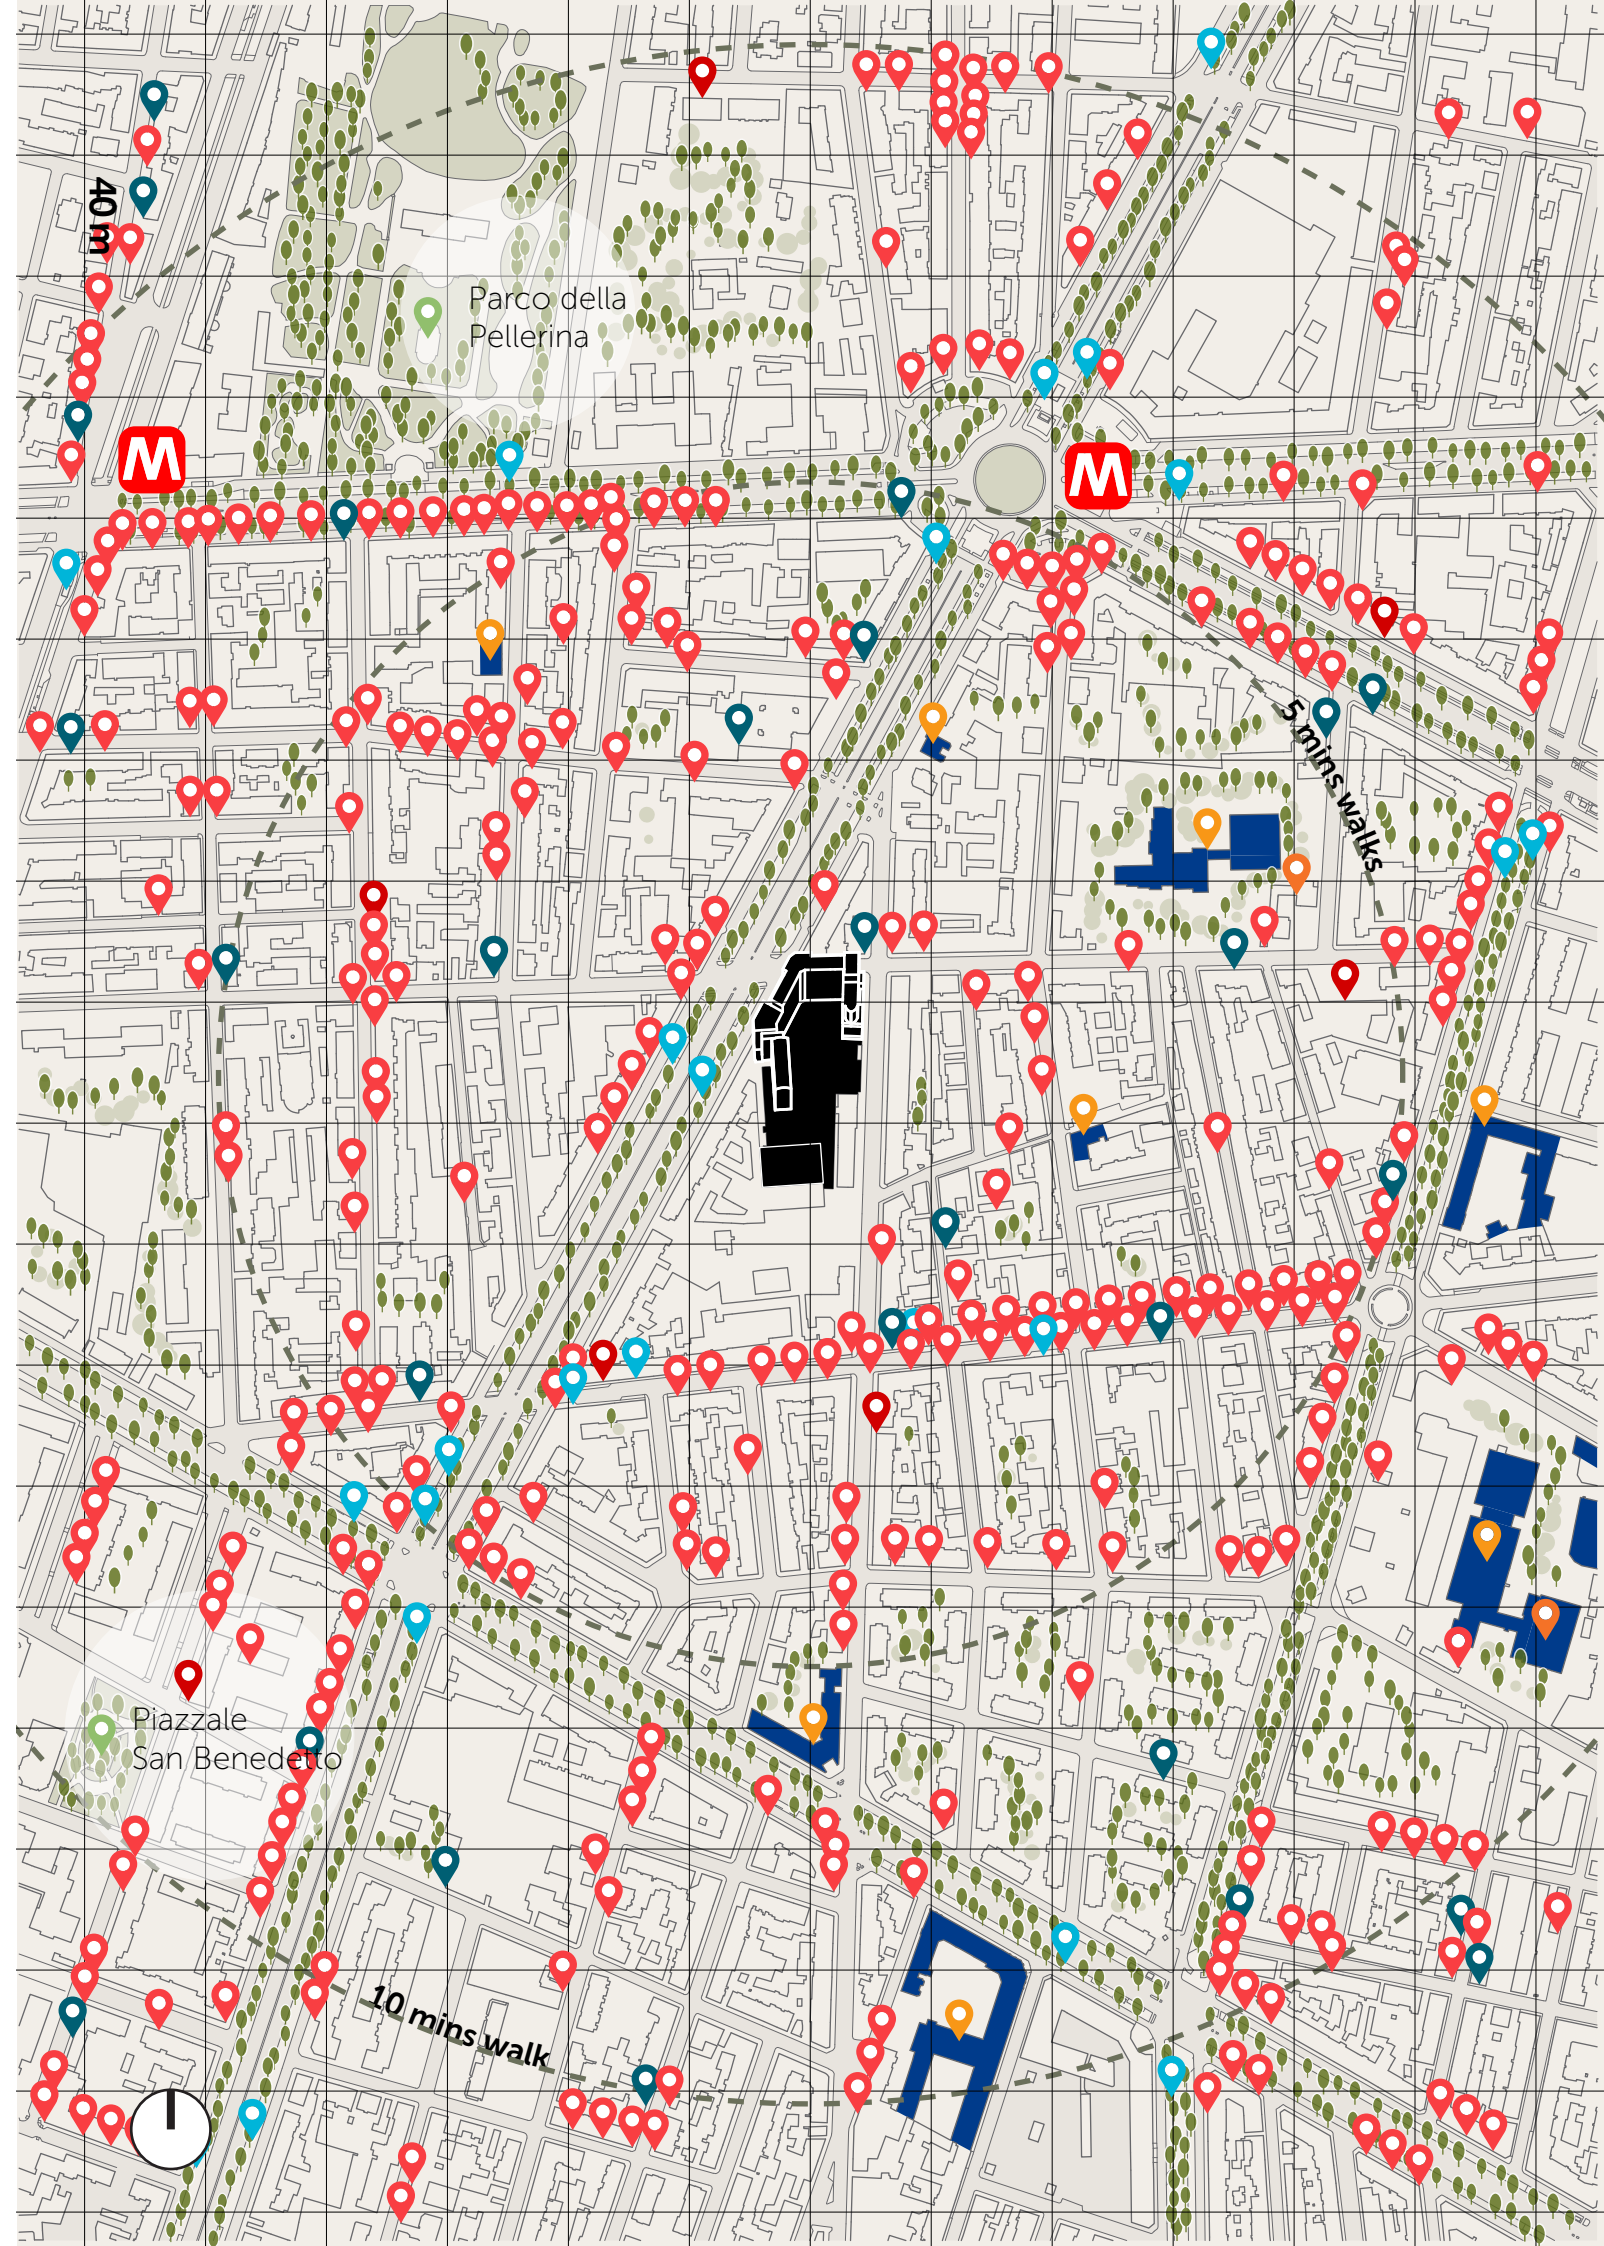 40 m
Parco della
Pellerina
M
M
5 mins walks
Piazzale
San Benedetto
10 mins walk